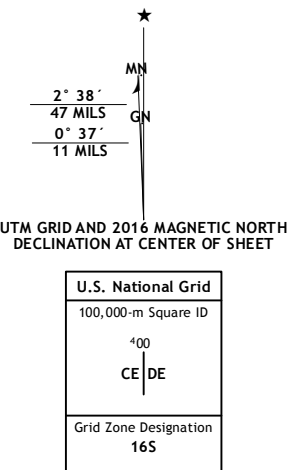 ★
MN
2° 38´
47 MILS
GN
0° 37´
11 MILS
UTM GRID AND 2016 MAGNETIC NORTH
DECLINATION AT CENTER OF SHEET
U.S. National Grid
100,000-m Square ID
⁴00
CE DE
Grid Zone Designation
16S